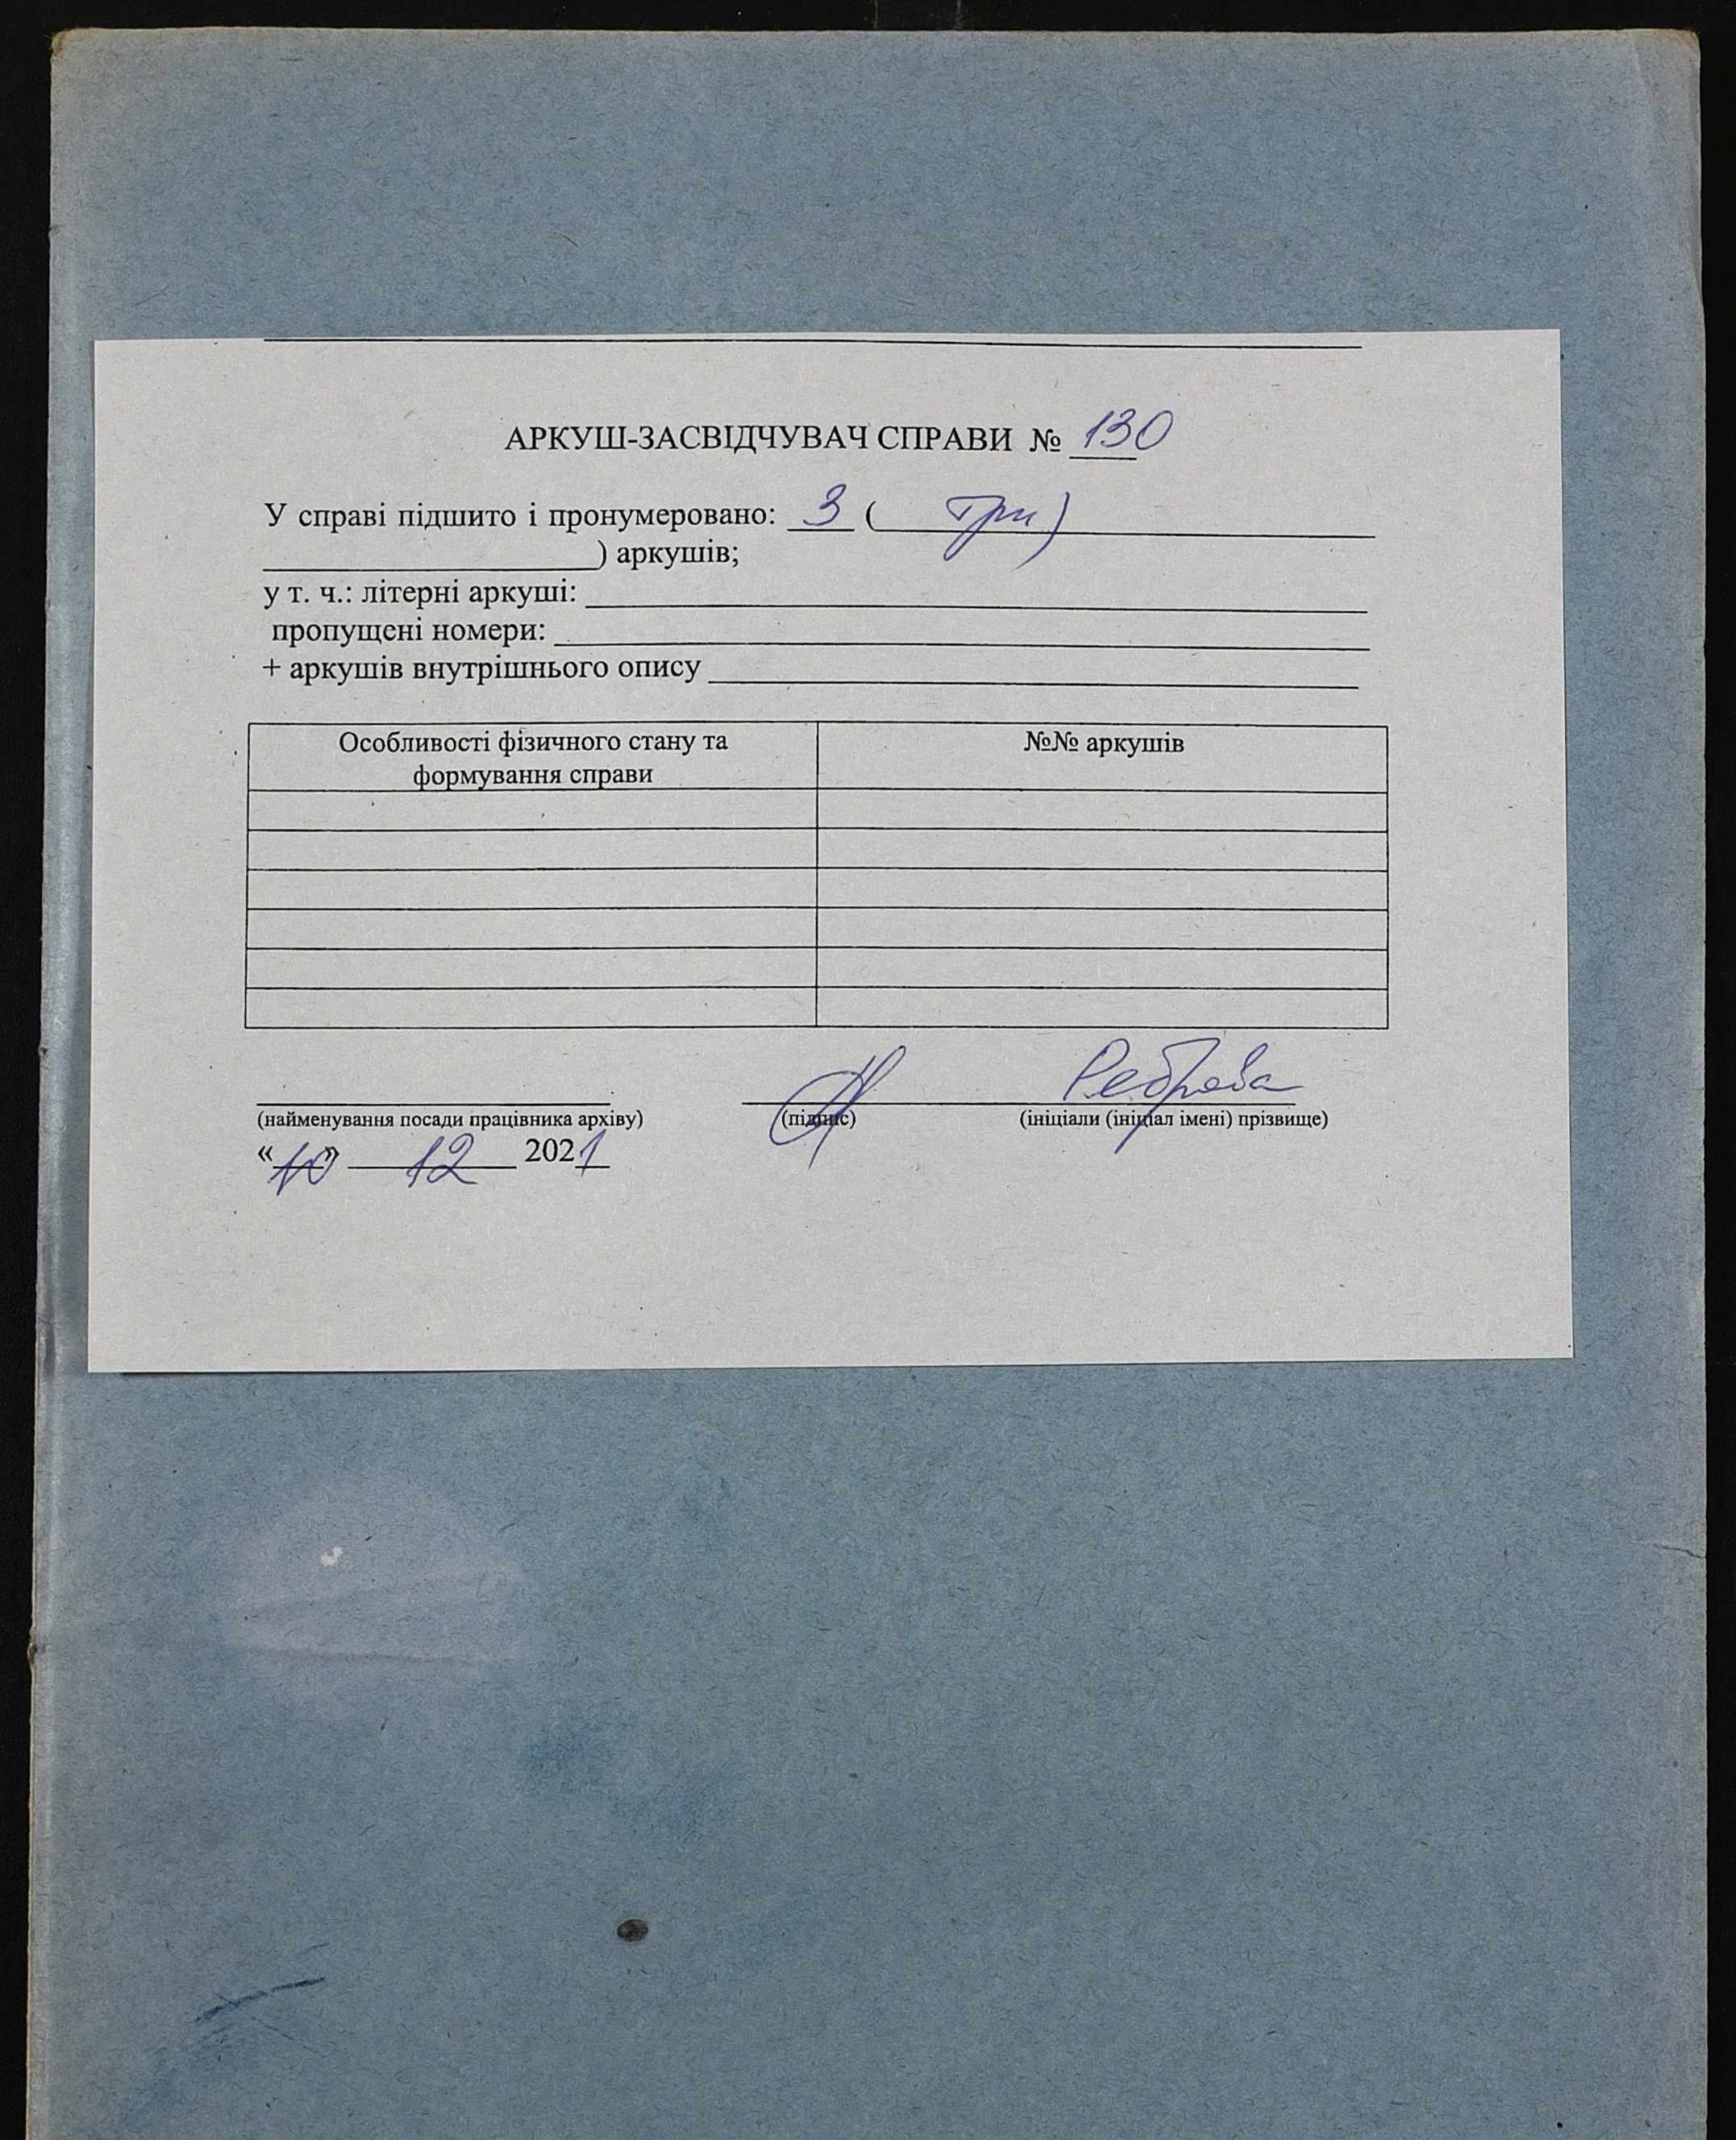 АРКУШ-ЗАСВІДЧУВАЧ СПРАВИ № 130
У справі підшито і пронумеровано: 3 ( три)
) аркушів;
у т. ч.: літерні аркуші:
пропущені номери:
+ аркушів внутрішнього опису
Особливості фізичного стану та
формування справи
№№ аркушів
Реброва
(найменування посади працівника архіву) (підпис) (ініціали (ініціал імені) прізвище)
«10» 12 2021